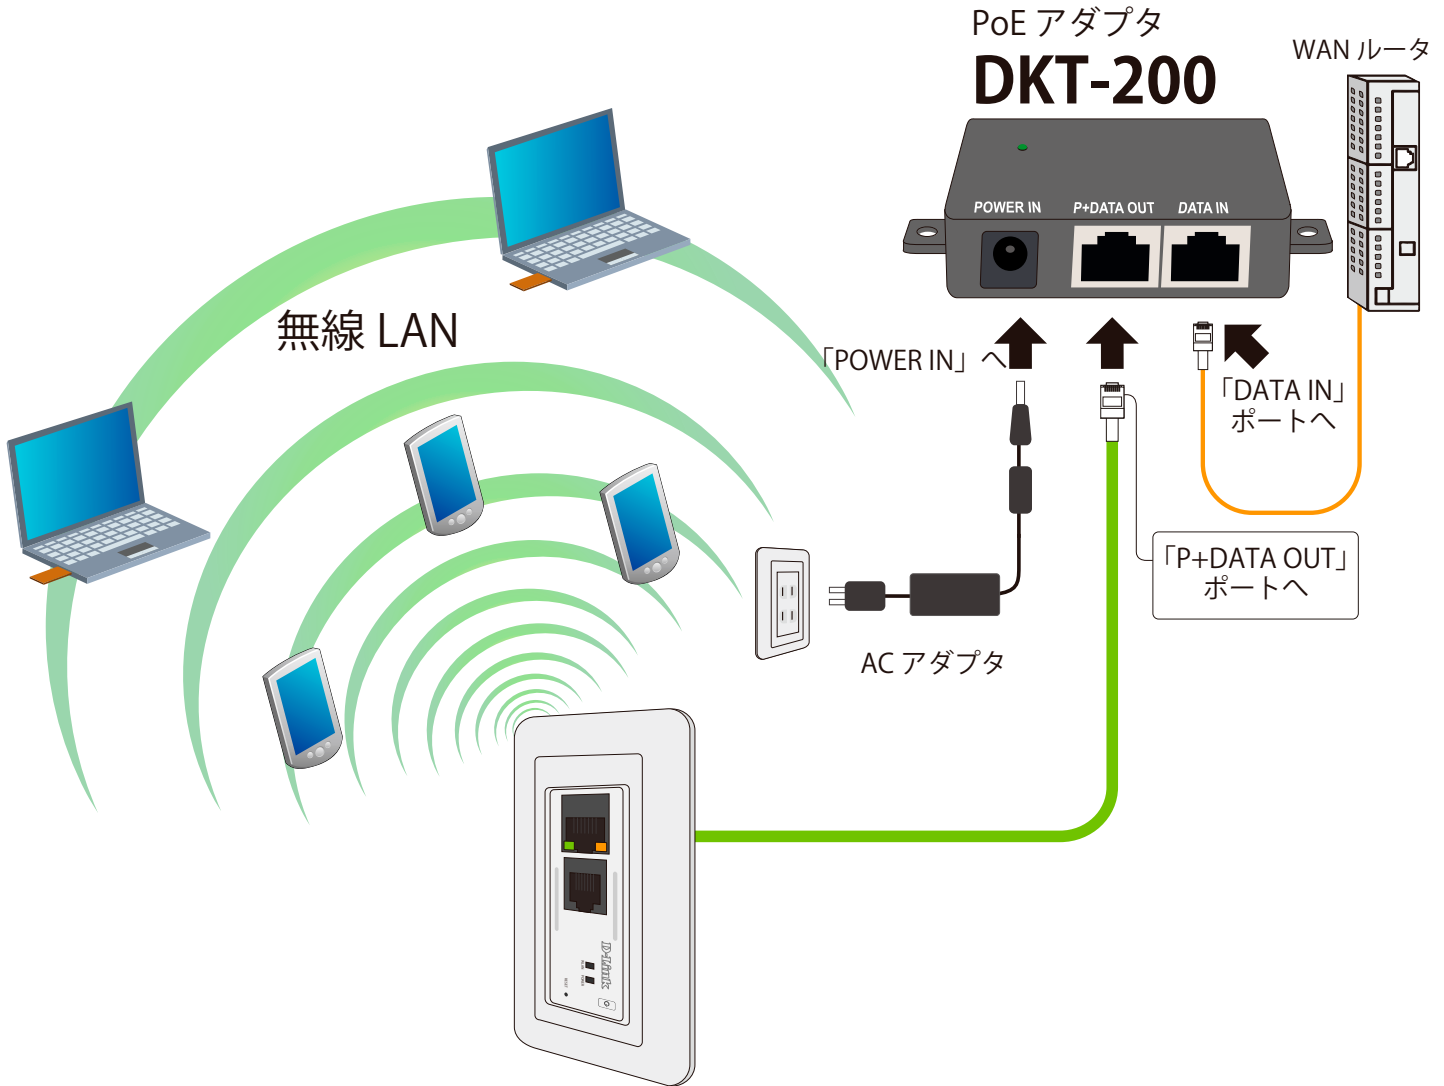 PoE アダプタ
DKT-200
WAN ルータ
POWER IN
P+DATA OUT
DATA IN
無線 LAN
「POWER IN」へ
「DATA IN」
ポートへ
「P+DATA OUT」
ポートへ
AC アダプタ
D-Link